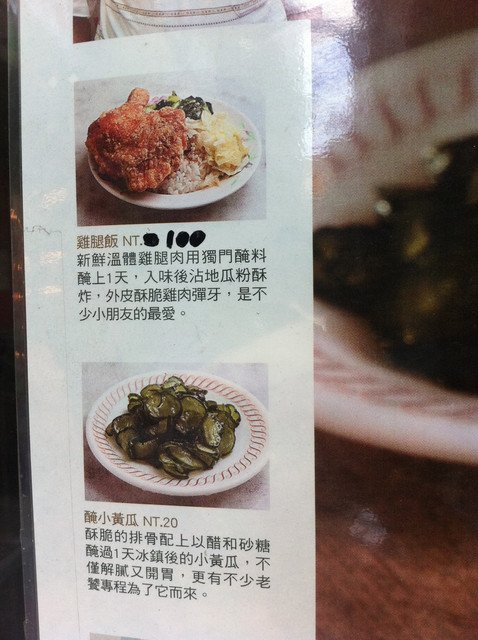 雞腿飯 NT. 100
新鮮溫體雞腿肉用獨門醃料
醃上1天，入味後沾地瓜粉酥
炸，外皮酥脆雞肉彈牙，是不
少小朋友的最愛。
醃小黃瓜 NT.20
酥脆的排骨配上以醋和砂糖
醃過1天冰鎮後的小黃瓜，不
僅解膩又開胃，更有不少老
饕專程為了它而來。